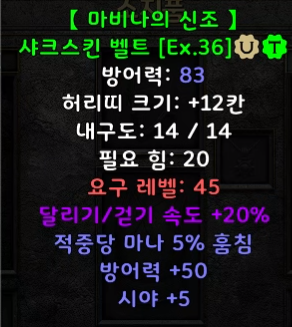 【 마비나의 신조 】
샤크스킨 벨트 [Ex.36] U T
방어력: 83
허리띠 크기: +12칸
내구도: 14 / 14
필요 힘: 20
요구 레벨: 45
달리기/걷기 속도 +20%
적중당 마나 5% 훔침
방어력 +50
시야 +5